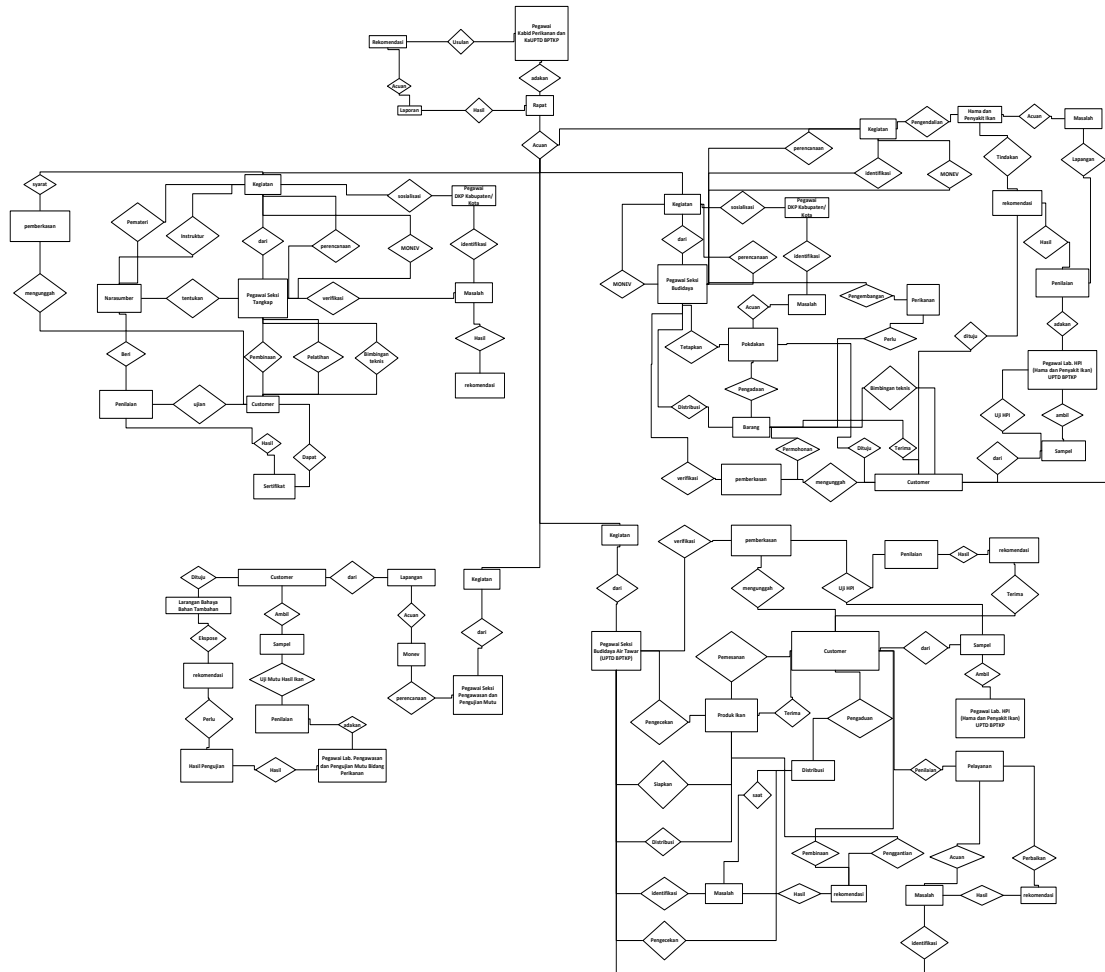 Pegawai
Kabid Perikanan dan
KaUPTD BPTKP
Usulan
Rekomendasi
adakan
Acuan
Laporan
Hasil
Rapat
Acuan
syarat
pemberkasan
mengunggah
Kegiatan
Pemateri
Instruktur
dari
sosialisasi
perencanaan
MONEV
Pegawai
DKP Kabupaten/
Kota
identifikasi
Narasumber
tentukan
Pegawai Seksi
Tangkap
verifikasi
Masalah
Beri
Pembinaan
Pelatihan
Bimbingan
teknis
Hasil
rekomendasi
Penilaian
ujian
Customer
Hasil
Dapat
Sertifikat
Kegiatan
Pengendalian
Hama dan
Penyakit Ikan
Acuan
Masalah
perencanaan
Identifikasi
MONEV
Tindakan
Lapangan
rekomendasi
Hasil
Penilaian
Kegiatan
sosialisasi
Pegawai
DKP Kabupaten/
Kota
dari
perencanaan
identifikasi
MONEV
Pegawai Seksi
Budidaya
Masalah
Pengembangan
Perikanan
Acuan
Tetapkan
Pokdakan
Perlu
dituju
adakan
Pengadaan
Bimbingan teknis
Pegawai Lab. HPI
(Hama dan Penyakit Ikan)
UPTD BPTKP
Distribusi
Barang
Uji HPI
ambil
Permohonan
Dituju
Terima
dari
Sampel
verifikasi
pemberkasan
mengunggah
Customer
Kegiatan
dari
Pegawai Seksi
Budidaya Air Tawar
(UPTD BPTKP)
verifikasi
pemberkasan
mengunggah
Uji HPI
Penilaian
Hasil
rekomendasi
Terima
Pemesanan
Customer
dari
Sampel
Ambil
Pegawai Lab. HPI
(Hama dan Penyakit Ikan)
UPTD BPTKP
Pengecekan
Produk Ikan
Terima
Pengaduan
Siapkan
Distribusi
saat
Penilaian
Pelayanan
Distribusi
Pembinaan
Penggantian
Acuan
Perbaikan
identifikasi
Masalah
Hasil
rekomendasi
Masalah
Hasil
rekomendasi
Pengecekan
Identifikasi
Dituju
Customer
dari
Lapangan
Kegiatan
Larangan Bahaya
Bahan Tambahan
Ambil
Acuan
Ekspose
Sampel
Monev
dari
rekomendasi
Uji Mutu Hasil Ikan
perencanaan
Pegawai Seksi
Pengawasan dan
Pengujian Mutu
Perlu
Penilaian
adakan
Hasil Pengujian
Hasil
Pegawai Lab. Pengawasan
dan Pengujian Mutu Bidang
Perikanan